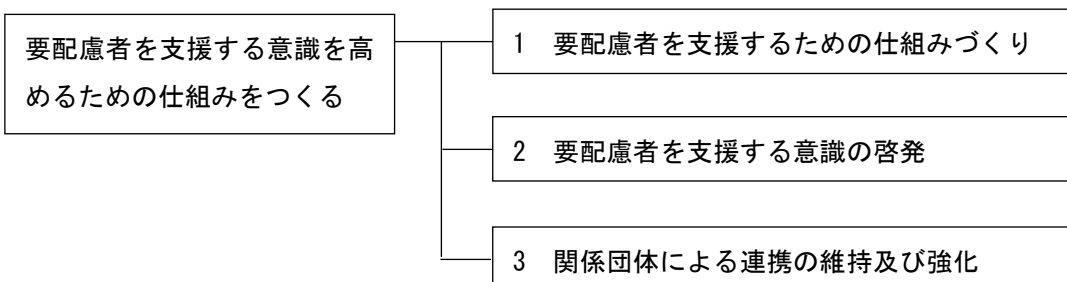 要配慮者を支援する意識を高
めるための仕組みをつくる
1 要配慮者を支援するための仕組みづくり
2 要配慮者を支援する意識の啓発
3 関係団体による連携の維持及び強化